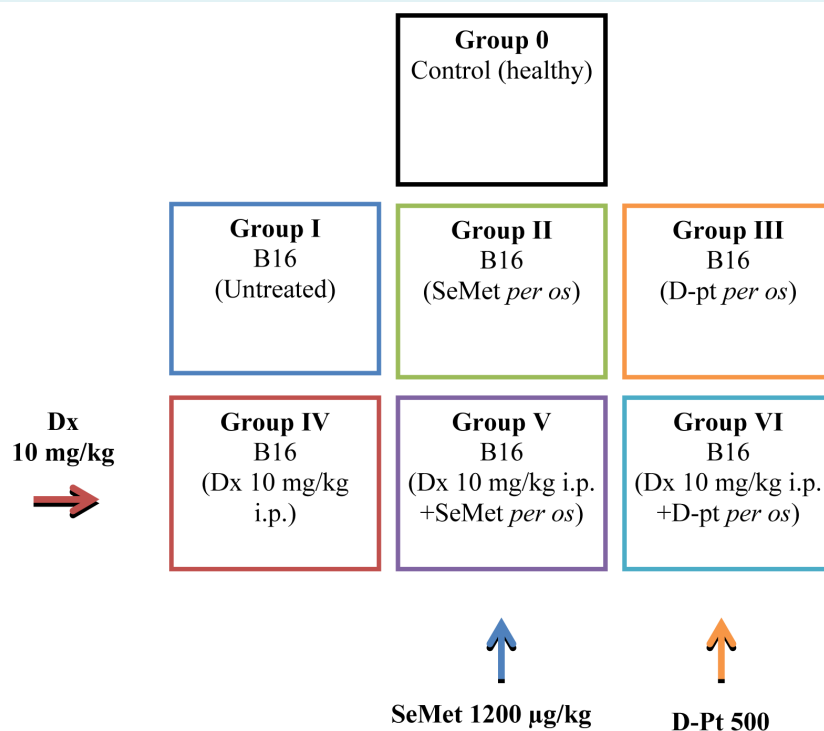 Group 0
Control (healthy)
Group I
B16
(Untreated)
Group II
B16
(SeMet per os)
Group III
B16
(D-pt per os)
Dx
10 mg/kg
Group IV
B16
(Dx 10 mg/kg
i.p.)
Group V
B16
(Dx 10 mg/kg i.p.
+SeMet per os)
Group VI
B16
(Dx 10 mg/kg i.p.
+D-pt per os)
SeMet 1200 µg/kg
D-Pt 500